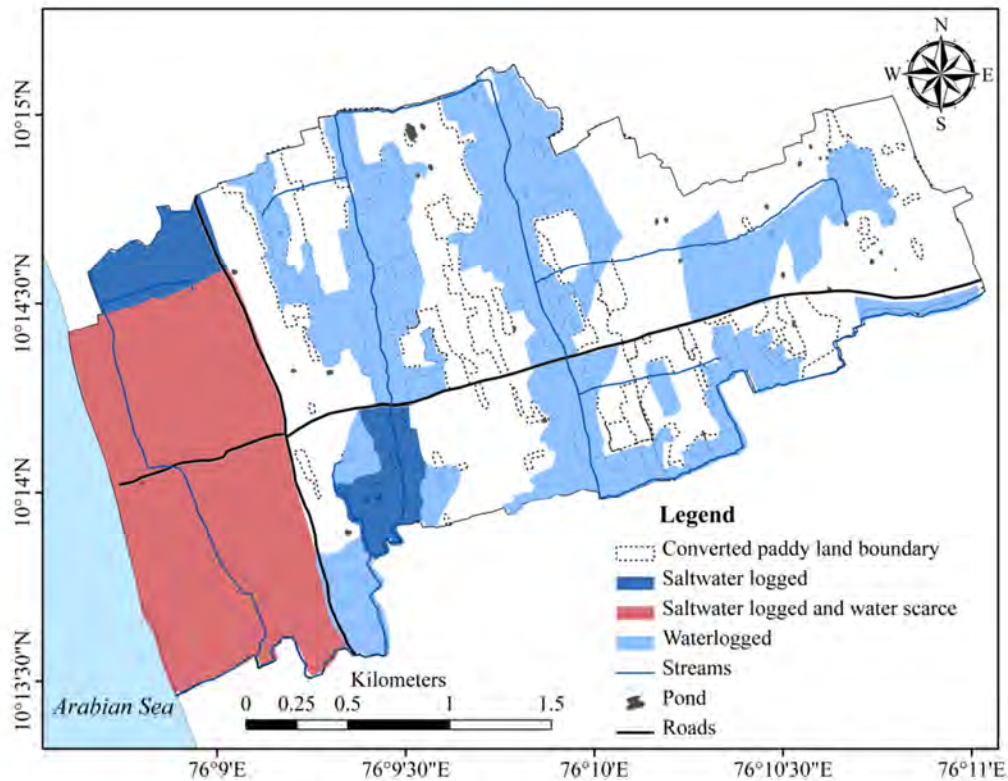 N
W E
S
10°15'N
10°14'30"N
10°14'N
10°13'30"N
Legend
Converted paddy land boundary
Saltwater logged
Saltwater logged and water scarce
Waterlogged
Streams
Pond
Roads
Kilometers
0 0.25 0.5 1 1.5
Arabian Sea
76°9'E 76°9'30"E 76°10'E 76°10'30"E 76°11'E